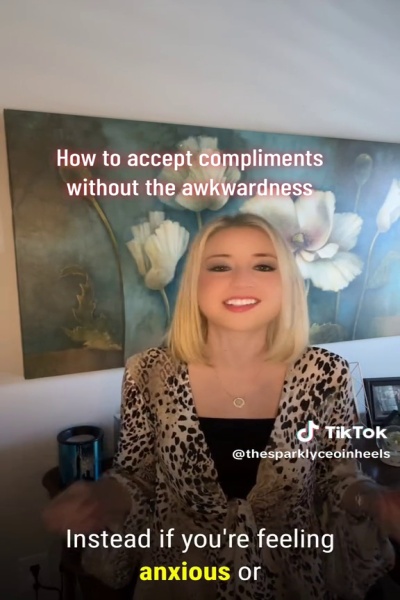 How to accept compliments
without the awkwardness
TikTok
@thesparklyceoinheels
Instead if you're feeling
anxious or